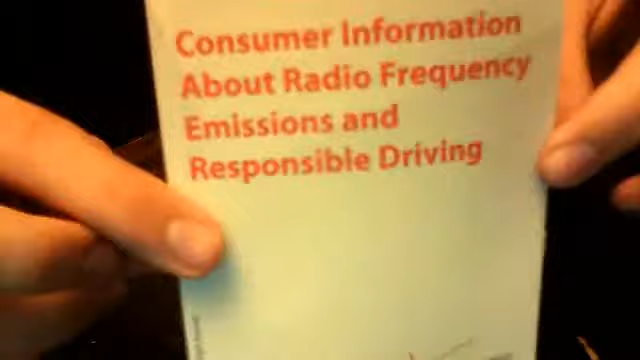 Consumer Information
About Radio Frequency
Emissions and
Responsible Driving